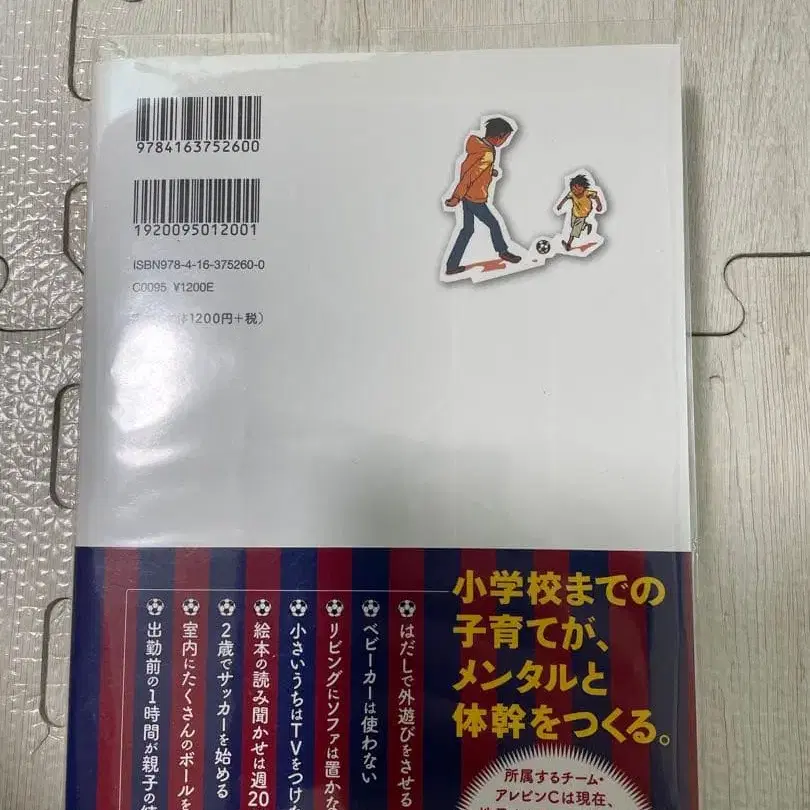 9784163752600
1920095012001
ISBN978-4-16-375260-0
C0095 ¥1200E
1200円+税)
小学校までの
子育てが、
メンタルと
体幹をつくる。
はだしで外遊びをさせる
ベビーカーは使わない
リビングにソファは置かな
小さいうちはTVをつけ
絵本の読み聞かせは週20
2歳でサッカーを始める
室内にたくさんのボールを
出勤前の1時間が親子の
所属するチーム・
アレビンCは現在、